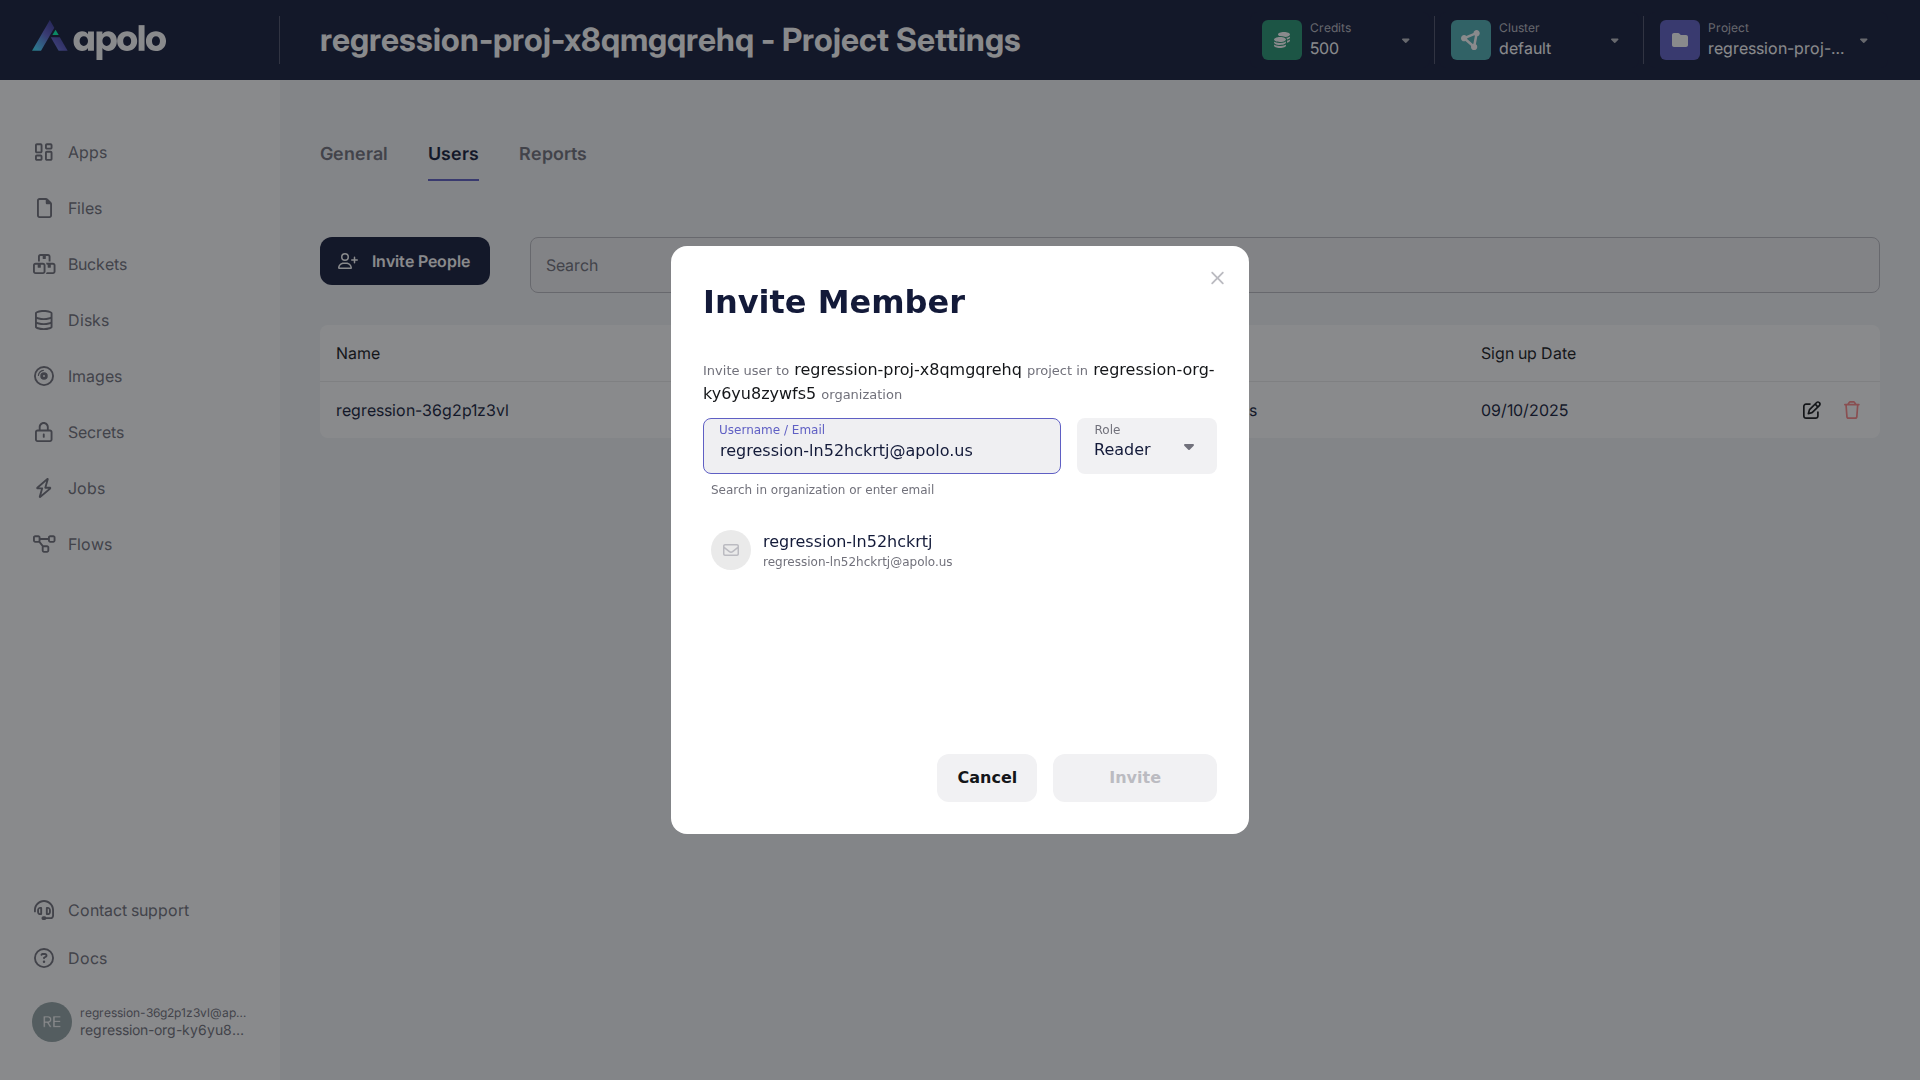 apolo
regression-proj-x8qmgqrehq - Project Settings
Credits
500
Cluster
default
Project
regression-proj-...
Apps
Files
Buckets
Disks
Images
Secrets
Jobs
Flows
Contact support
Docs
RE
regression-36g2p1z3vl@ap...
regression-org-ky6yu8...
General
Users
Reports
Invite People
Search
Name
Sign up Date
regression-36g2p1z3vl
s
09/10/2025
Invite Member
Invite user to regression-proj-x8qmgqrehq project in regression-org-
ky6yu8zywfs5 organization
Username / Email
regression-ln52hckrtj@apolo.us
Role
Reader
Search in organization or enter email
regression-ln52hckrtj
regression-ln52hckrtj@apolo.us
Cancel
Invite